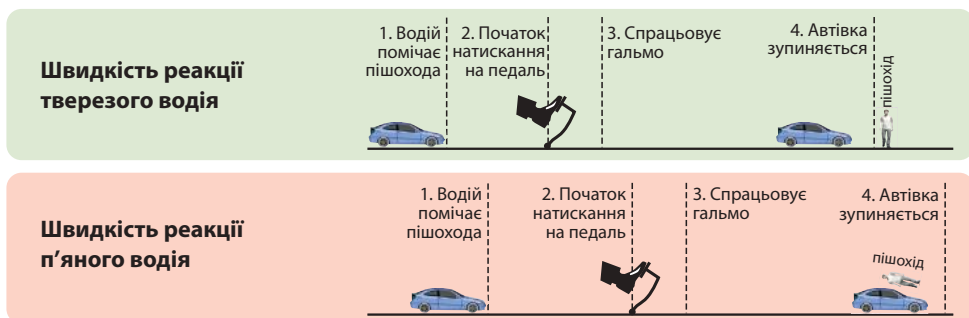 Швидкість реакції
тверезого водія
1. Водій
помічає
пішохода
2. Початок
натискання
на педаль
3. Спрацьовує
гальмо
4. Автівка
зупиняється
пішохід
Швидкість реакції
п’яного водія
1. Водій
помічає
пішохода
2. Початок
натискання
на педаль
3. Спрацьовує
гальмо
4. Автівка
зупиняється
пішохід